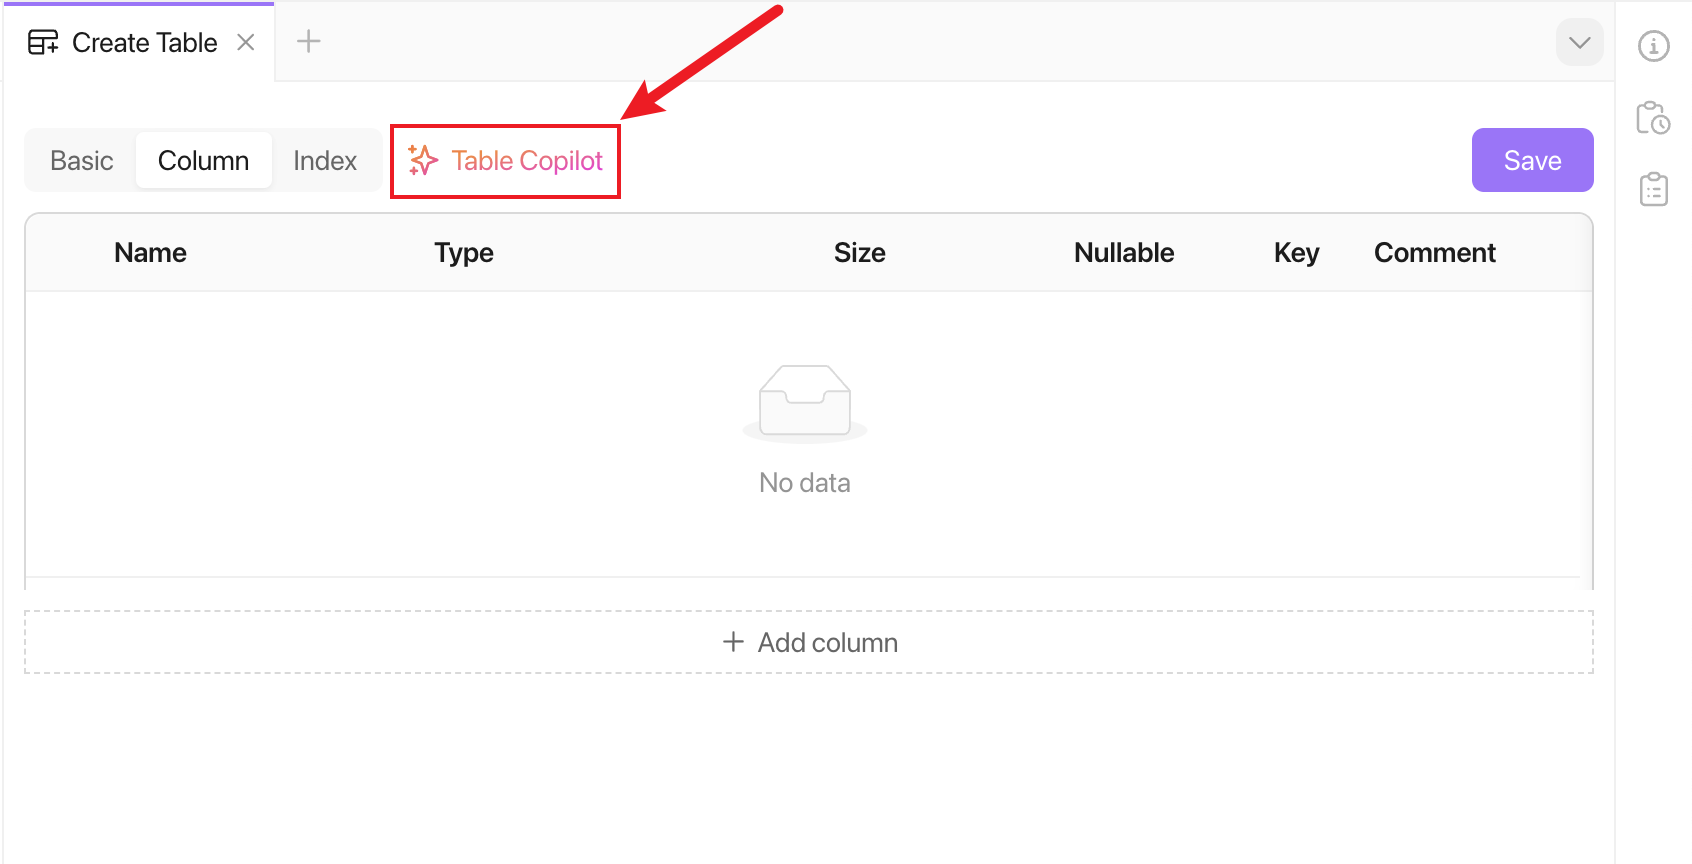 Create Table
Basic Column Index Table Copilot Save
Name Type Size Nullable Key Comment
No data
Add column